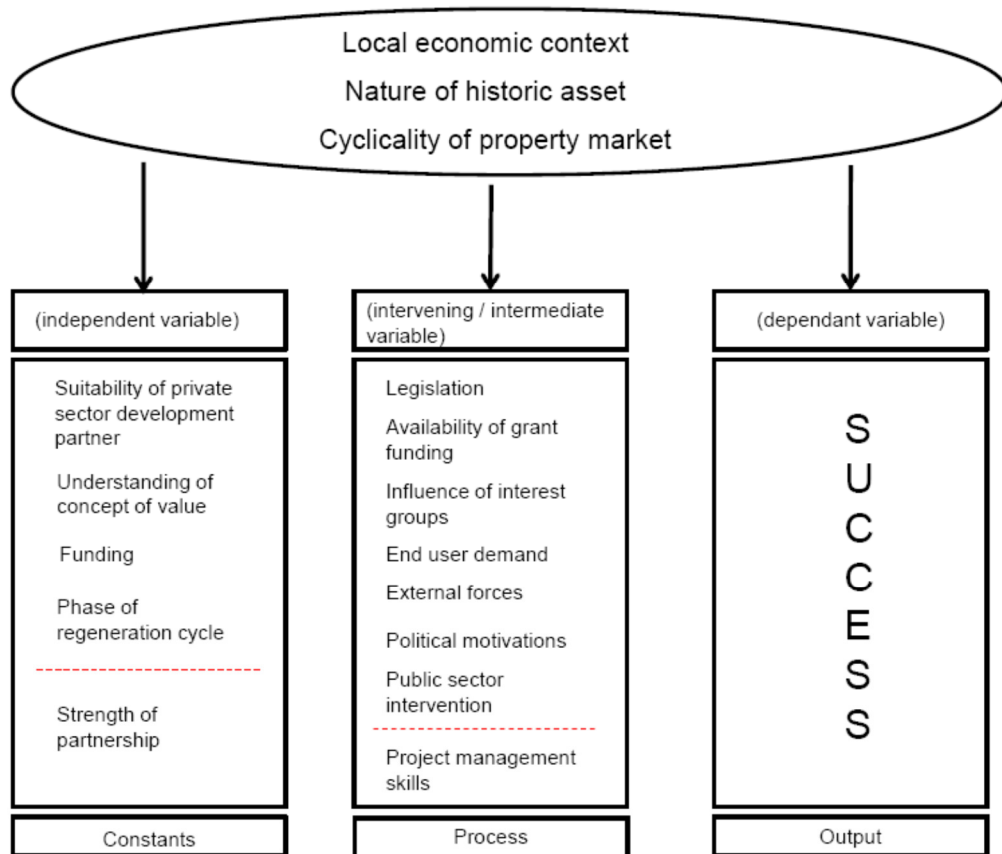 Local economic context
Nature of historic asset
Cyclicality of property market
(independent variable)
Suitability of private
sector development
partner
Understanding of
concept of value
Funding
Phase of
regeneration cycle
Strength of
partnership
Constants
(intervening / intermediate
variable)
Legislation
Availability of grant
funding
Influence of interest
groups
End user demand
External forces
Political motivations
Public sector
intervention
Project management
skills
Process
(dependant variable)
S
U
C
C
E
S
S
Output